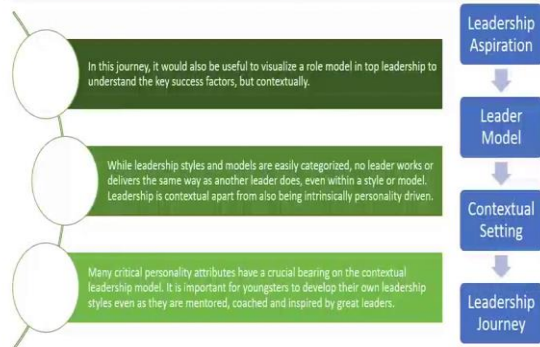 In this journey, it would also be useful to visualize a role model in top leadership to
understand the key success factors, but contextually.
While leadership styles and models are easily categorized, no leader works or
delivers the same way as another leader does, even within a style or model.
Leadership is contextual apart from also being intrinsically personality driven.
Many critical personality attributes have a crucial bearing on the contextual
leadership model. It is important for youngsters to develop their own leadership
styles even as they are mentored, coached and inspired by great leaders.
Leadership
Aspiration
Leader
Model
Contextual
Setting
Leadership
Journey